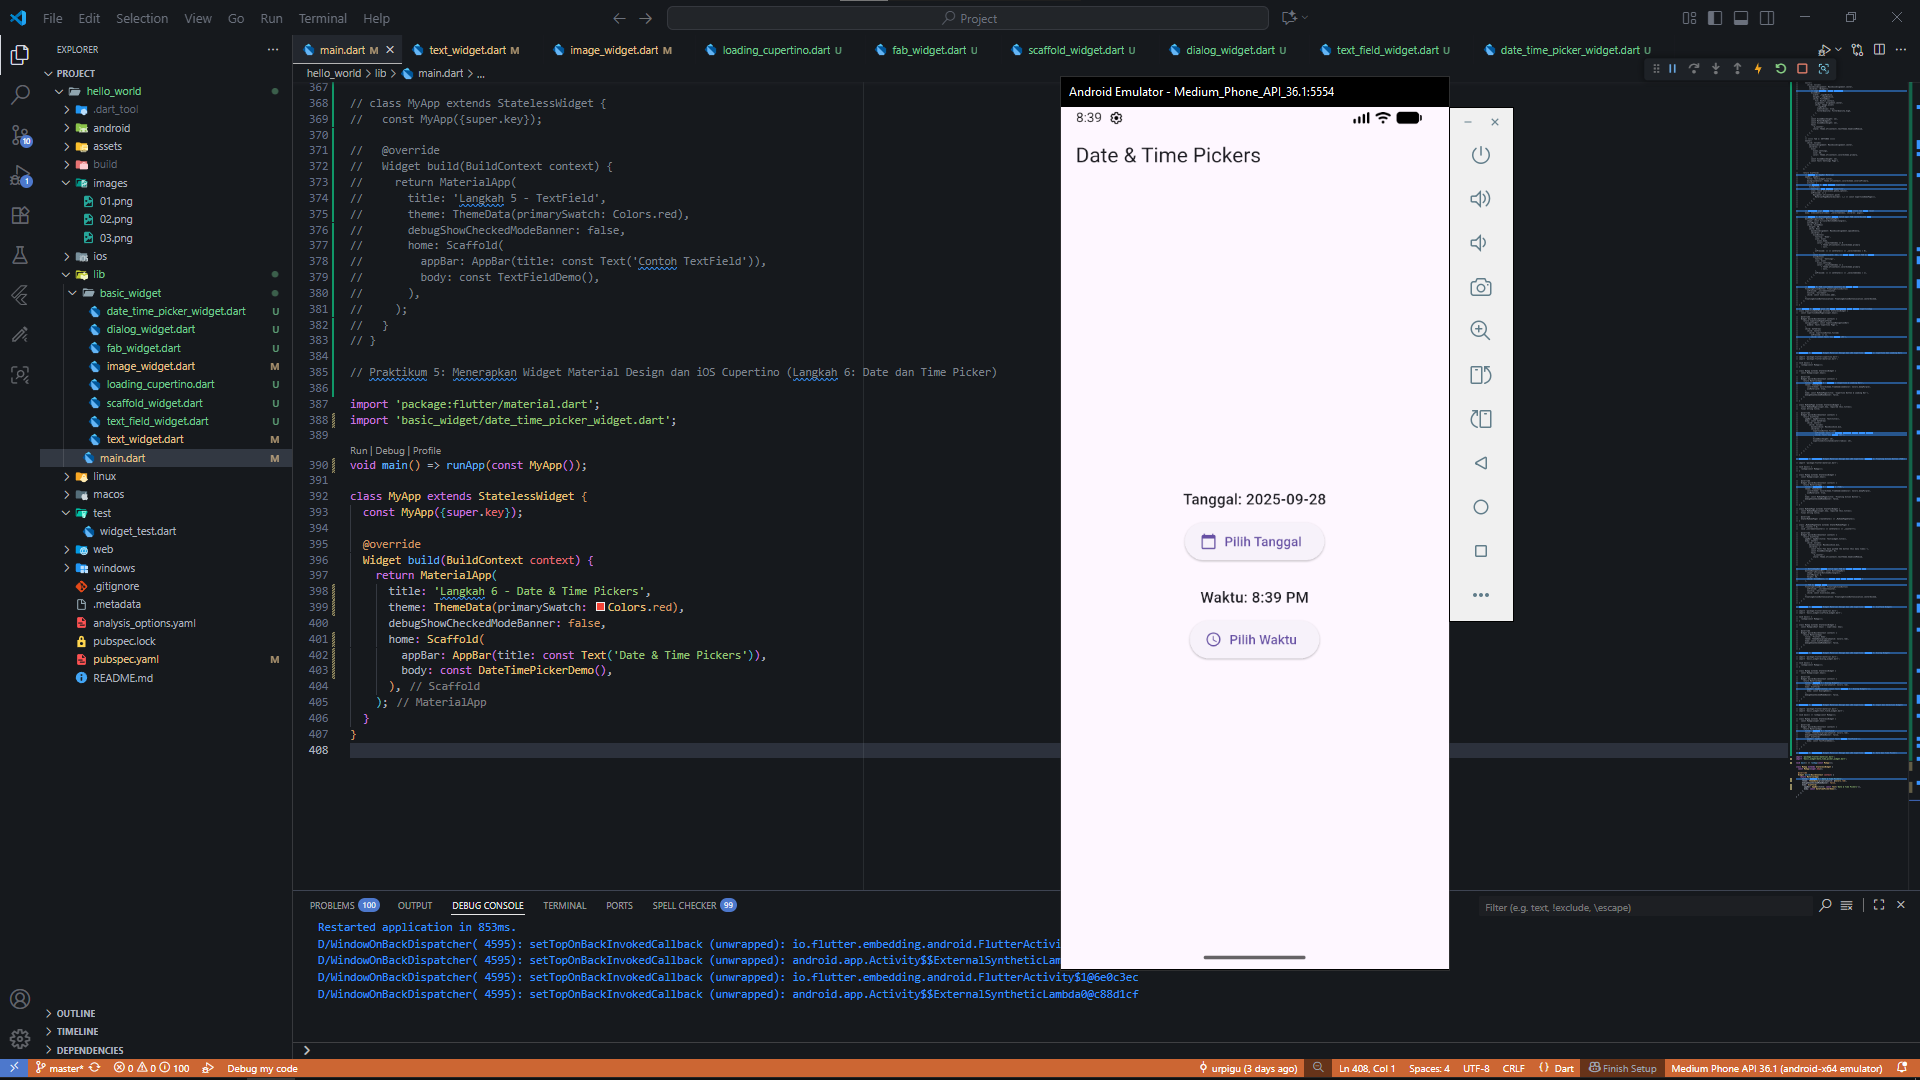 File Edit Selection View Go Run Terminal Help
Project
EXPLORER
PROJECT
hello_world
.dart_tool
android
assets
build
images
01.png
02.png
03.png
ios
lib
basic_widget
date_time_picker_widget.dart U
dialog_widget.dart U
fab_widget.dart U
image_widget.dart M
loading_cupertino.dart U
scaffold_widget.dart U
text_field_widget.dart U
text_widget.dart M
main.dart M
linux
macos
test
widget_test.dart
web
windows
.gitignore
.metadata
analysis_options.yaml
pubspec.lock
pubspec.yaml M
README.md
OUTLINE
TIMELINE
DEPENDENCIES
10
1
main.dart M
text_widget.dart M
image_widget.dart M
loading_cupertino.dart U
fab_widget.dart U
scaffold_widget.dart U
dialog_widget.dart U
text_field_widget.dart U
date_time_picker_widget.dart U
hello_world > lib > main.dart > ...
367
368 // class MyApp extends StatelessWidget {
369 //   const MyApp({super.key});
370
371 //   @override
372 //   Widget build(BuildContext context) {
373 //     return MaterialApp(
374 //       title: 'Langkah 5 - TextField',
375 //       theme: ThemeData(primarySwatch: Colors.red),
376 //       debugShowCheckedModeBanner: false,
377 //       home: Scaffold(
378 //         appBar: AppBar(title: const Text('Contoh TextField')),
379 //         body: const TextFieldDemo(),
380 //       ),
381 //     );
382 //   }
383 // }
384
385 // Praktikum 5: Menerapkan Widget Material Design dan iOS Cupertino (Langkah 6: Date dan Time Picker)
386
387 import 'package:flutter/material.dart';
388 import 'basic_widget/date_time_picker_widget.dart';
389
Run | Debug | Profile
390 void main() => runApp(const MyApp());
391
392 class MyApp extends StatelessWidget {
393   const MyApp({super.key});
394
395   @override
396   Widget build(BuildContext context) {
397     return MaterialApp(
398       title: 'Langkah 6 - Date & Time Pickers',
399       theme: ThemeData(primarySwatch: Colors.red),
400       debugShowCheckedModeBanner: false,
401       home: Scaffold(
402         appBar: AppBar(title: const Text('Date & Time Pickers')),
403         body: const DateTimePickerDemo(),
404       ), // Scaffold
405     ); // MaterialApp
406   }
407 }
408
Android Emulator - Medium_Phone_API_36.1:5554
8:39
Date & Time Pickers
Tanggal: 2025-09-28
Pilih Tanggal
Waktu: 8:39 PM
Pilih Waktu
PROBLEMS 100 OUTPUT DEBUG CONSOLE TERMINAL PORTS SPELL CHECKER 99
Filter (e.g. text, !exclude, \escape)
Restarted application in 853ms.
D/WindowOnBackDispatcher( 4595): setTopOnBackInvokedCallback (unwrapped): io.flutter.embedding.android.FlutterActivi
D/WindowOnBackDispatcher( 4595): setTopOnBackInvokedCallback (unwrapped): android.app.Activity$$ExternalSyntheticLam
D/WindowOnBackDispatcher( 4595): setTopOnBackInvokedCallback (unwrapped): io.flutter.embedding.android.FlutterActivity$1@6e0c3ec
D/WindowOnBackDispatcher( 4595): setTopOnBackInvokedCallback (unwrapped): android.app.Activity$$ExternalSyntheticLambda0@c88d1cf
master* 0 0 100 Debug my code
urpigu (3 days ago) Ln 408, Col 1 Spaces: 4 UTF-8 CRLF {} Dart Finish Setup Medium Phone API 36.1 (android-x64 emulator)